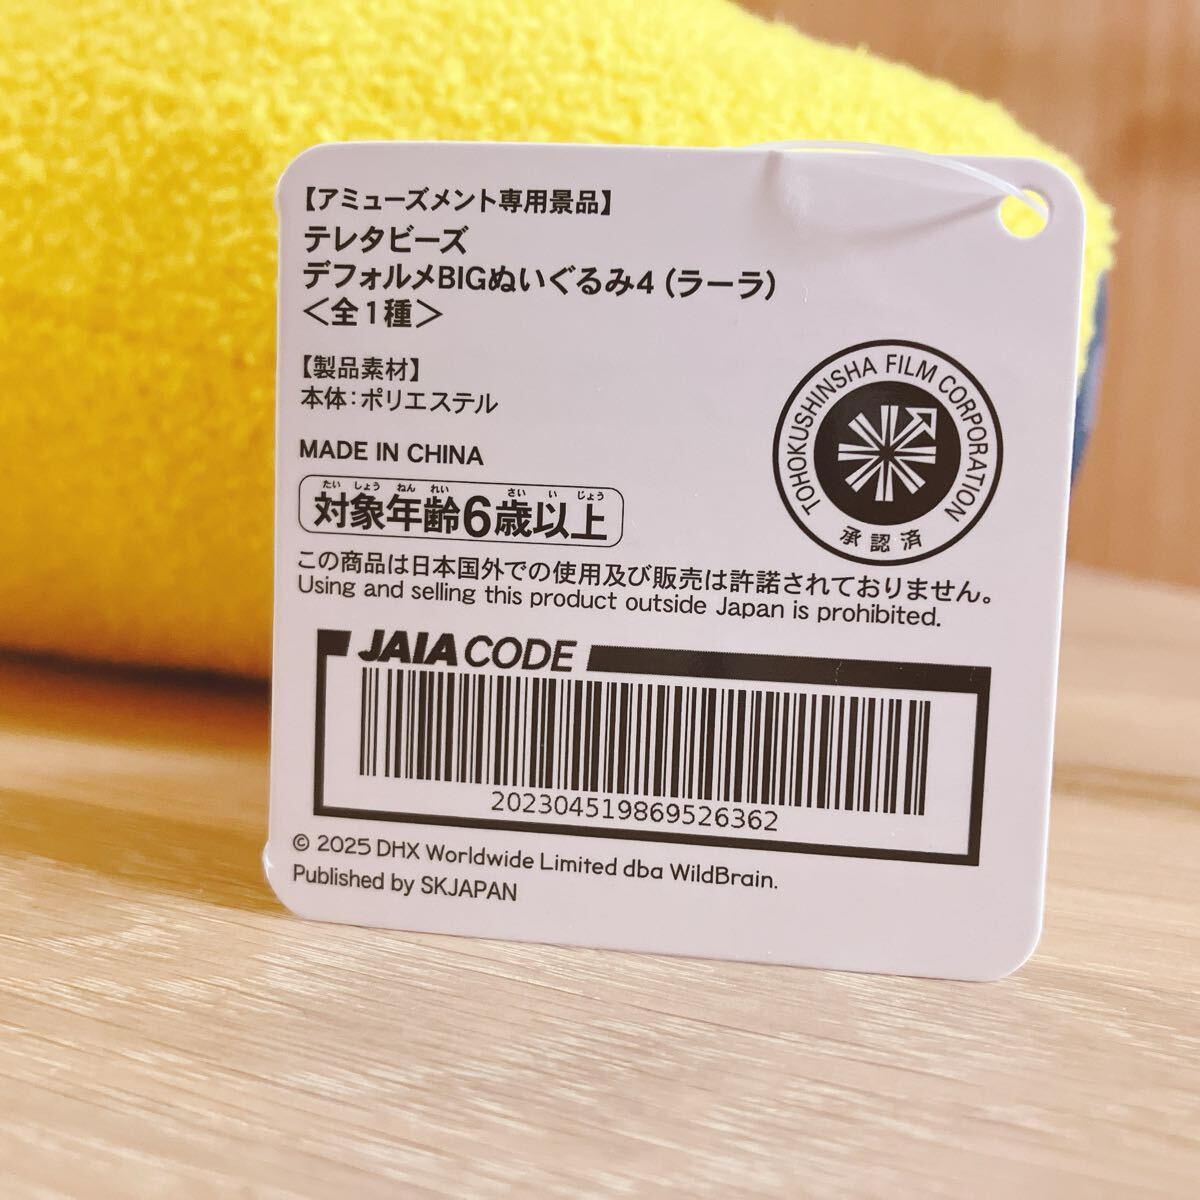 【アミューズメント専用景品】
テレタビーズ
デフォルメBIGぬいぐるみ4（ラーラ）
＜全1種＞
【製品素材】
本体：ポリエステル
MADE IN CHINA
TOHOKUSHINSHA FILM CORPORATION
承認済
たい しょう ねん れい さい い じょう
対象年齢6歳以上
この商品は日本国外での使用及び販売は許諾されておりません。
Using and selling this product outside Japan is prohibited.
JAIA CODE
202304519869526362
© 2025 DHX Worldwide Limited dba WildBrain.
Published by SKJAPAN